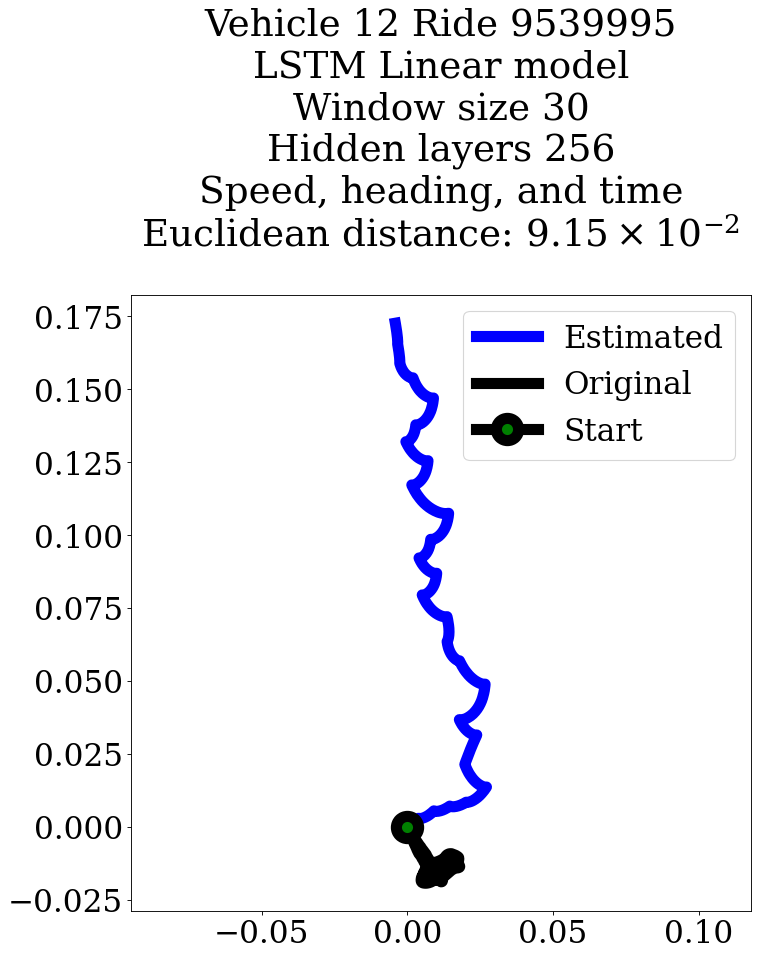 Vehicle 12 Ride 9539995
LSTM Linear model
Window size 30
Hidden layers 256
Speed, heading, and time
Euclidean distance: 9.15 × 10⁻²
Estimated
Original
Start
0.175
0.150
0.125
0.100
0.075
0.050
0.025
0.000
−0.025
−0.05
0.00
0.05
0.10